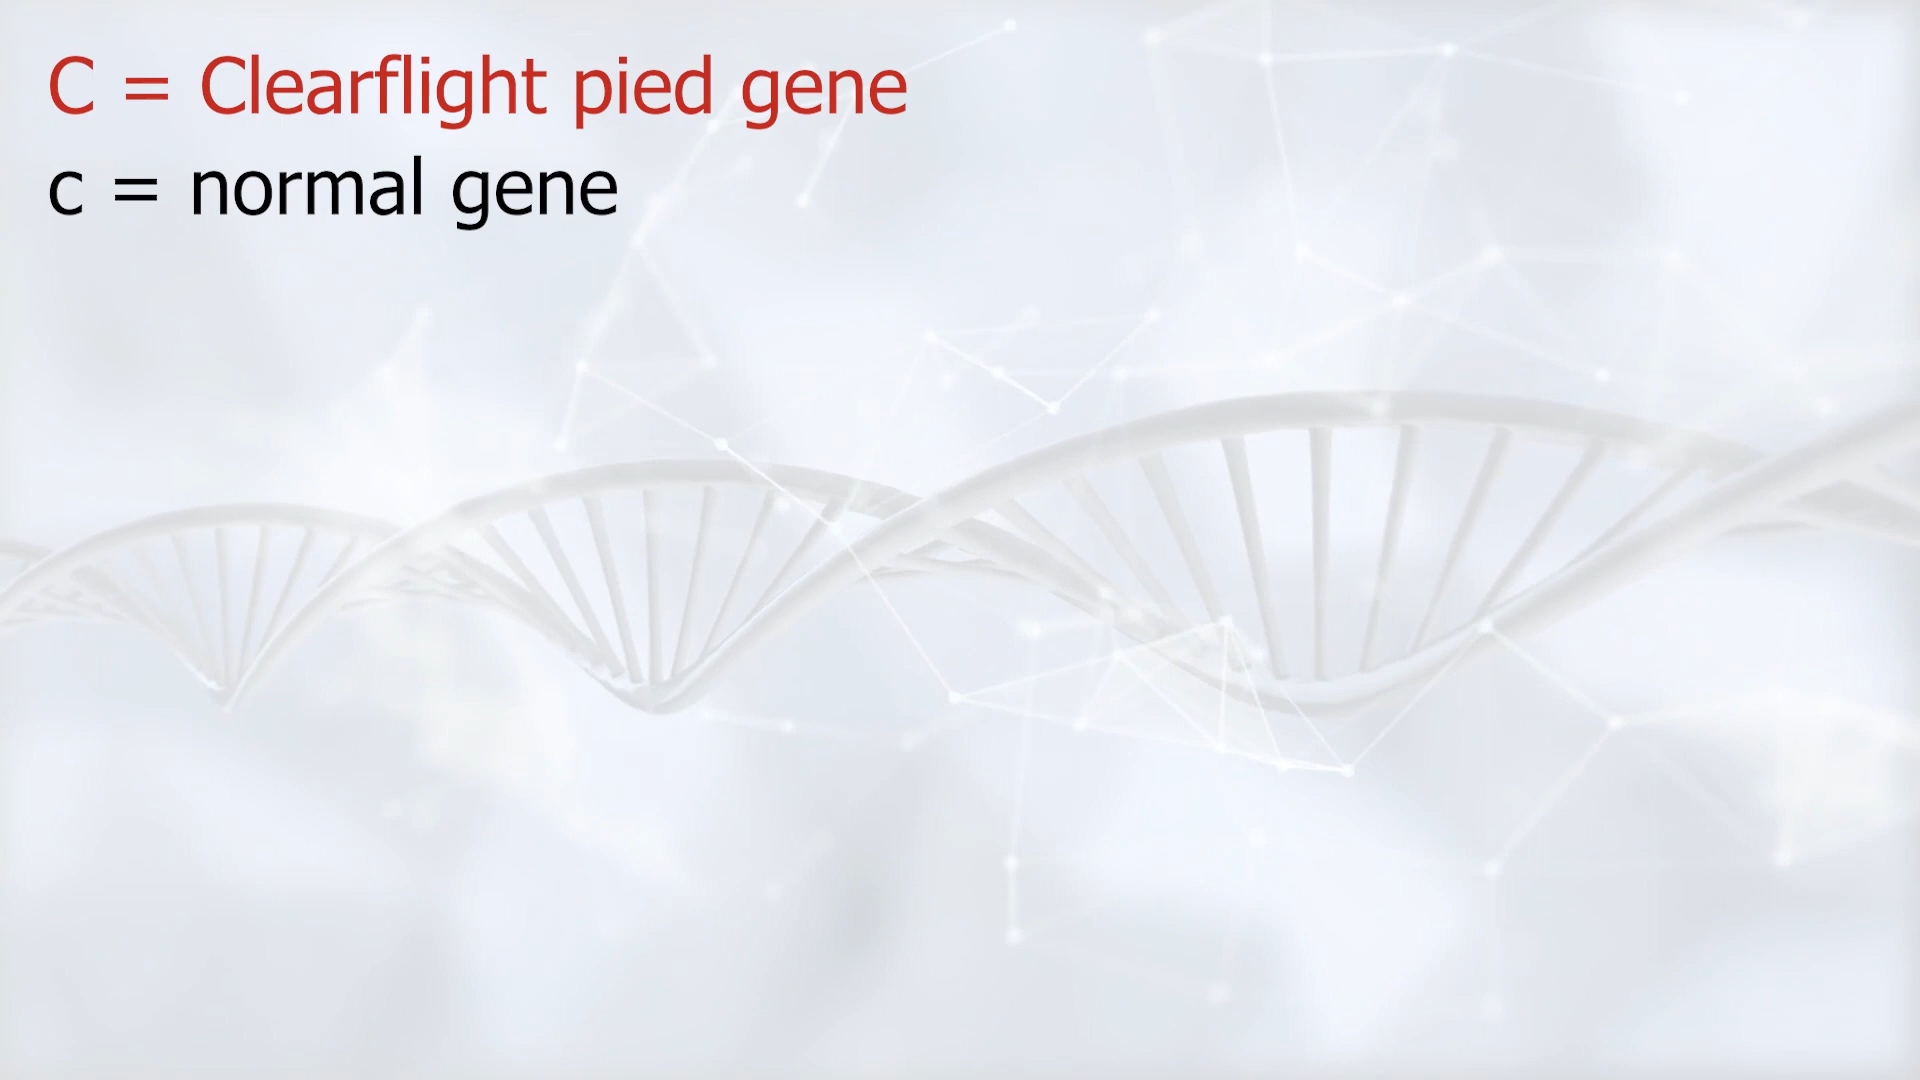 C = Clearflight pied gene
c = normal gene